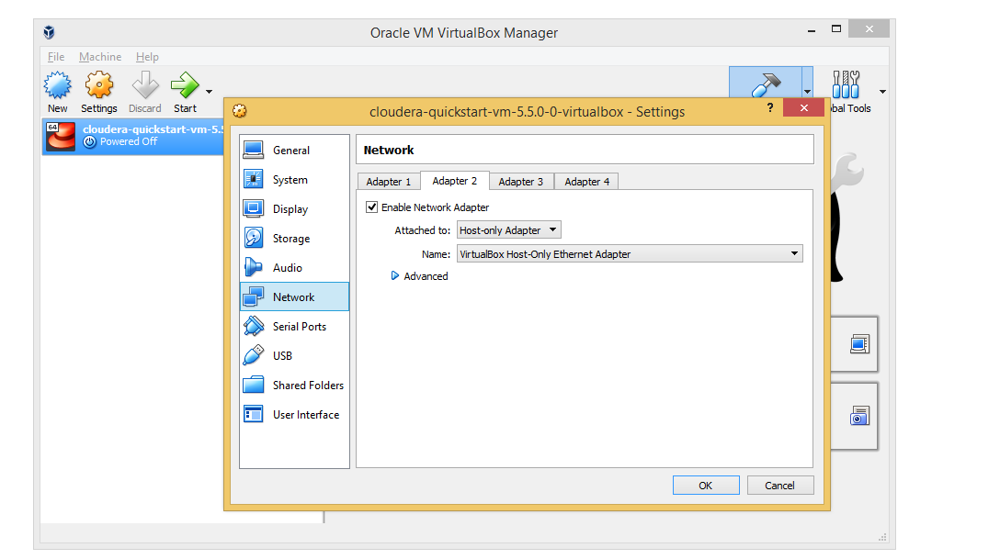 Oracle VM VirtualBox Manager
File Machine Help
New Settings Discard Start
bal Tools
64
cloudera-quickstart-vm-5.5
Powered Off
cloudera-quickstart-vm-5.5.0-0-virtualbox - Settings
?
General
System
Display
Storage
Audio
Network
Serial Ports
USB
Shared Folders
User Interface
Network
Adapter 1 Adapter 2 Adapter 3 Adapter 4
Enable Network Adapter
Attached to: Host-only Adapter
Name: VirtualBox Host-Only Ethernet Adapter
Advanced
OK Cancel